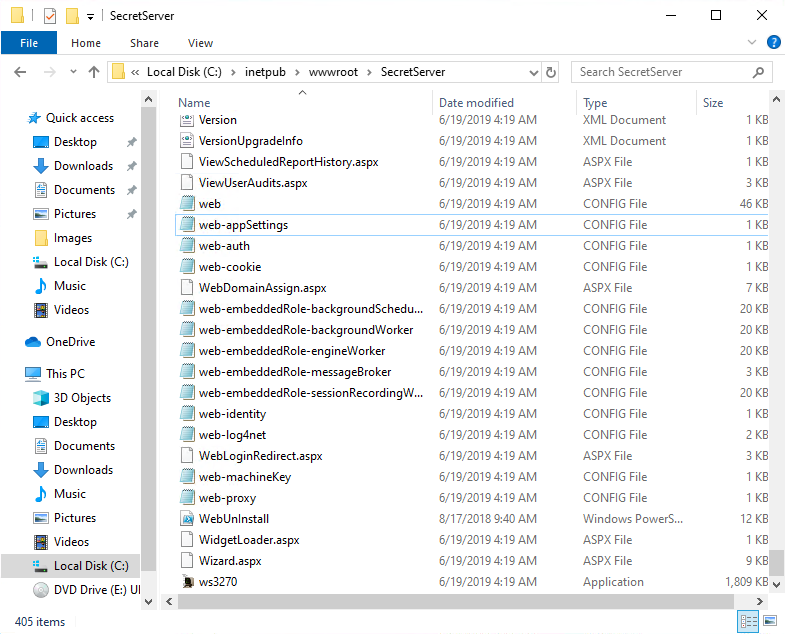 SecretServer
File Home Share View
« Local Disk (C:) > inetpub > wwwroot > SecretServer Search SecretServer
Name Date modified Type Size
Quick access
Desktop
Downloads
Documents
Pictures
Images
Local Disk (C:)
Music
Videos
OneDrive
This PC
3D Objects
Desktop
Documents
Downloads
Music
Pictures
Videos
Local Disk (C:)
DVD Drive (E:) UI
Version 6/19/2019 4:19 AM XML Document 1 KB
VersionUpgradeInfo 6/19/2019 4:19 AM XML Document 1 KB
ViewScheduledReportHistory.aspx 6/19/2019 4:19 AM ASPX File 1 KB
ViewUserAudits.aspx 6/19/2019 4:19 AM ASPX File 3 KB
web 6/19/2019 4:19 AM CONFIG File 46 KB
web-appSettings 6/19/2019 4:19 AM CONFIG File 1 KB
web-auth 6/19/2019 4:19 AM CONFIG File 1 KB
web-cookie 6/19/2019 4:19 AM CONFIG File 1 KB
WebDomainAssign.aspx 6/19/2019 4:19 AM ASPX File 7 KB
web-embeddedRole-backgroundSchedu... 6/19/2019 4:19 AM CONFIG File 20 KB
web-embeddedRole-backgroundWorker 6/19/2019 4:19 AM CONFIG File 20 KB
web-embeddedRole-engineWorker 6/19/2019 4:19 AM CONFIG File 20 KB
web-embeddedRole-messageBroker 6/19/2019 4:19 AM CONFIG File 3 KB
web-embeddedRole-sessionRecordingW... 6/19/2019 4:19 AM CONFIG File 20 KB
web-identity 6/19/2019 4:19 AM CONFIG File 1 KB
web-log4net 6/19/2019 4:19 AM CONFIG File 2 KB
WebLoginRedirect.aspx 6/19/2019 4:19 AM ASPX File 3 KB
web-machineKey 6/19/2019 4:19 AM CONFIG File 1 KB
web-proxy 6/19/2019 4:19 AM CONFIG File 1 KB
WebUnInstall 8/17/2018 9:40 AM Windows PowerS... 12 KB
WidgetLoader.aspx 6/19/2019 4:19 AM ASPX File 1 KB
Wizard.aspx 6/19/2019 4:19 AM ASPX File 9 KB
ws3270 6/19/2019 4:19 AM Application 1,809 KB
405 items